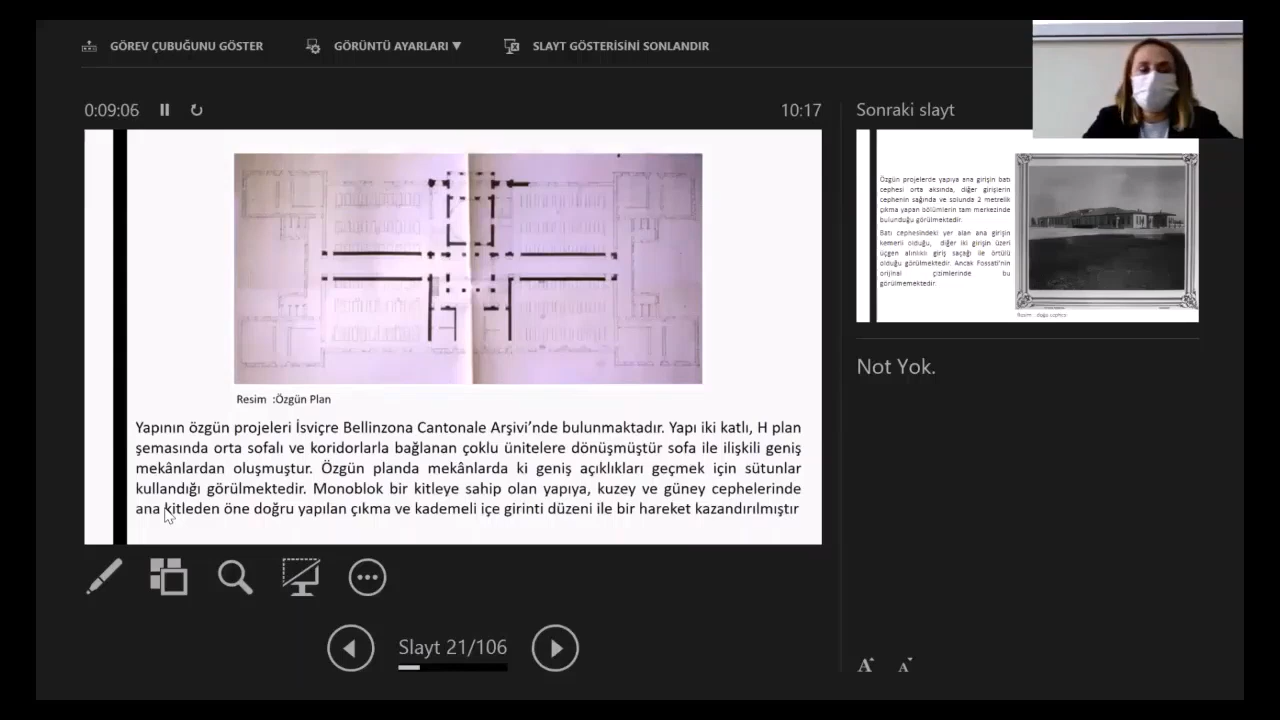 GÖREV ÇUBUĞUNU GÖSTER
GÖRÜNTÜ AYARLARI ▼
SLAYT GÖSTERİSİNİ SONLANDIR
0:09:06
10:17
Resim :Özgün Plan
Yapının özgün projeleri İsviçre Bellinzona Cantonale Arşivi’nde bulunmaktadır. Yapı iki katlı, H plan
şemasında orta sofalı ve koridorlarla bağlanan çoklu ünitelere dönüşmüştür sofa ile ilişkili geniş
mekânlardan oluşmuştur. Özgün planda mekânlarda ki geniş açıklıkları geçmek için sütunlar
kullandığı görülmektedir. Monoblok bir kitleye sahip olan yapıya, kuzey ve güney cephelerinde
ana kitleden öne doğru yapılan çıkma ve kademeli içe girinti düzeni ile bir hareket kazandırılmıştır
Slayt 21/106
Sonraki slayt
Özgün projelerde yapıya ana girişin batı
cephesi orta aksında, diğer girişlerin
cephenin sağında ve solunda 2 metrelik
çıkma yapan bölümlerin tam merkezinde
bulunduğu görülmektedir.
Batı cephesindeki yer alan ana girişin
kemerli olduğu, diğer iki girişin üzeri
üçgen alınlıklı giriş saçağı ile örtülü
olduğu görülmektedir. Ancak Fossati’nin
orijinal çizimlerinde bu
görülmemektedir.
Resim : doğu cephce
Not Yok.
A A